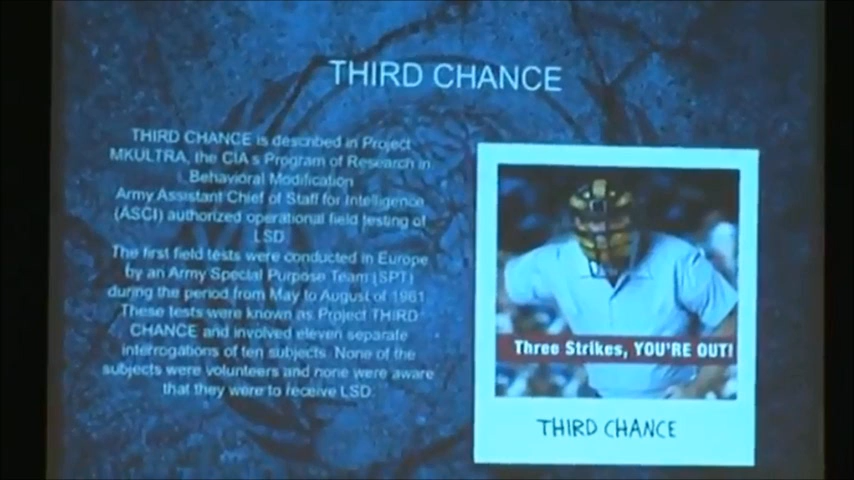 THIRD CHANCE
THIRD CHANCE is described in Project
MKULTRA, the CIA s Program of Research in
Behavioral Modification
Army Assistant Chief of Staff for Intelligence
(ASCI) authorized operational field testing of
LSD
The first field tests were conducted in Europe
by an Army Special Purpose Team (SPT)
during the period from May to August of 1961
These tests were known as Project THIRD
CHANCE and involved eleven separate
interrogations of ten subjects. None of the
subjects were volunteers and none were aware
that they were to receive LSD.
Three Strikes, YOU'RE OUT!
THIRD CHANCE